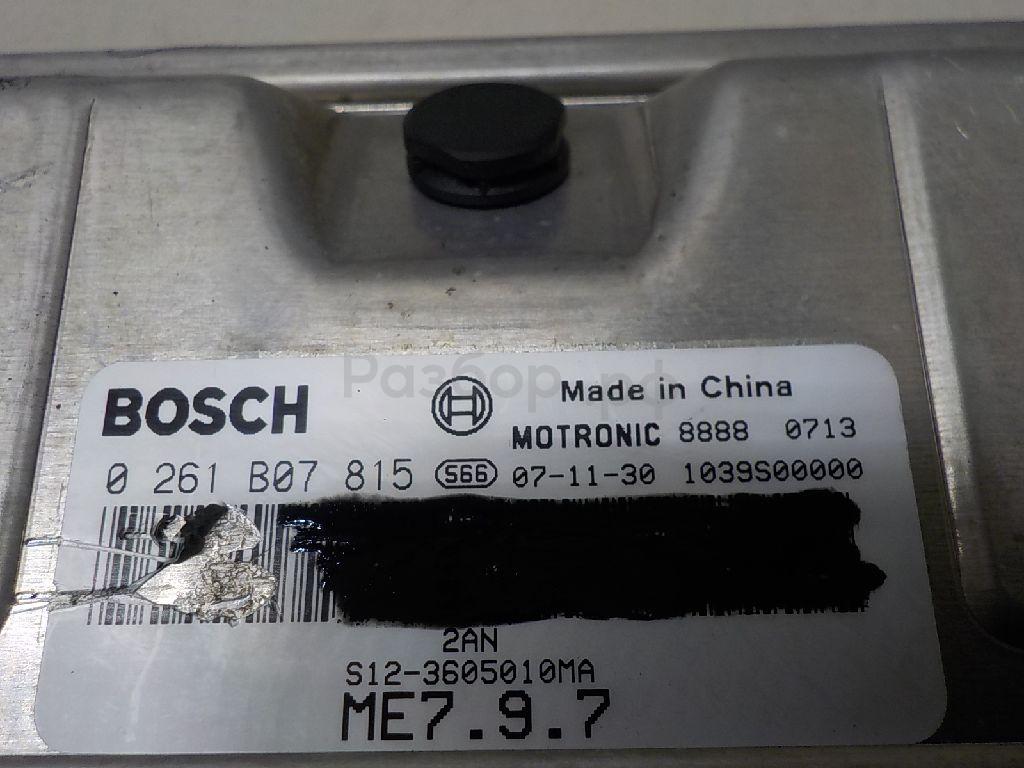 Разбор.рф
BOSCH Made in China
MOTRONIC 8888 0713
0 261 B07 815 S66 07-11-30 1039S00000
2AN
S12-3605010MA
ME7.9.7